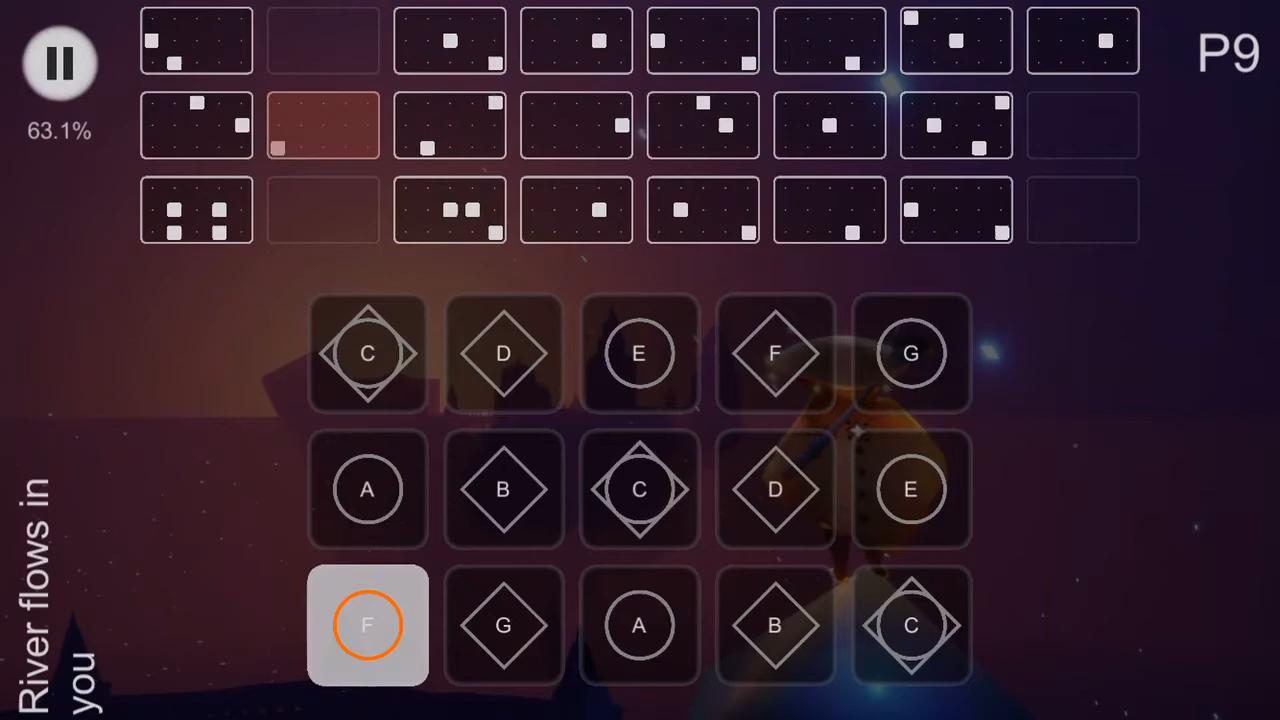 P9
63.1%
C D E F G
A B C D E
F G A B C
River flows in
you